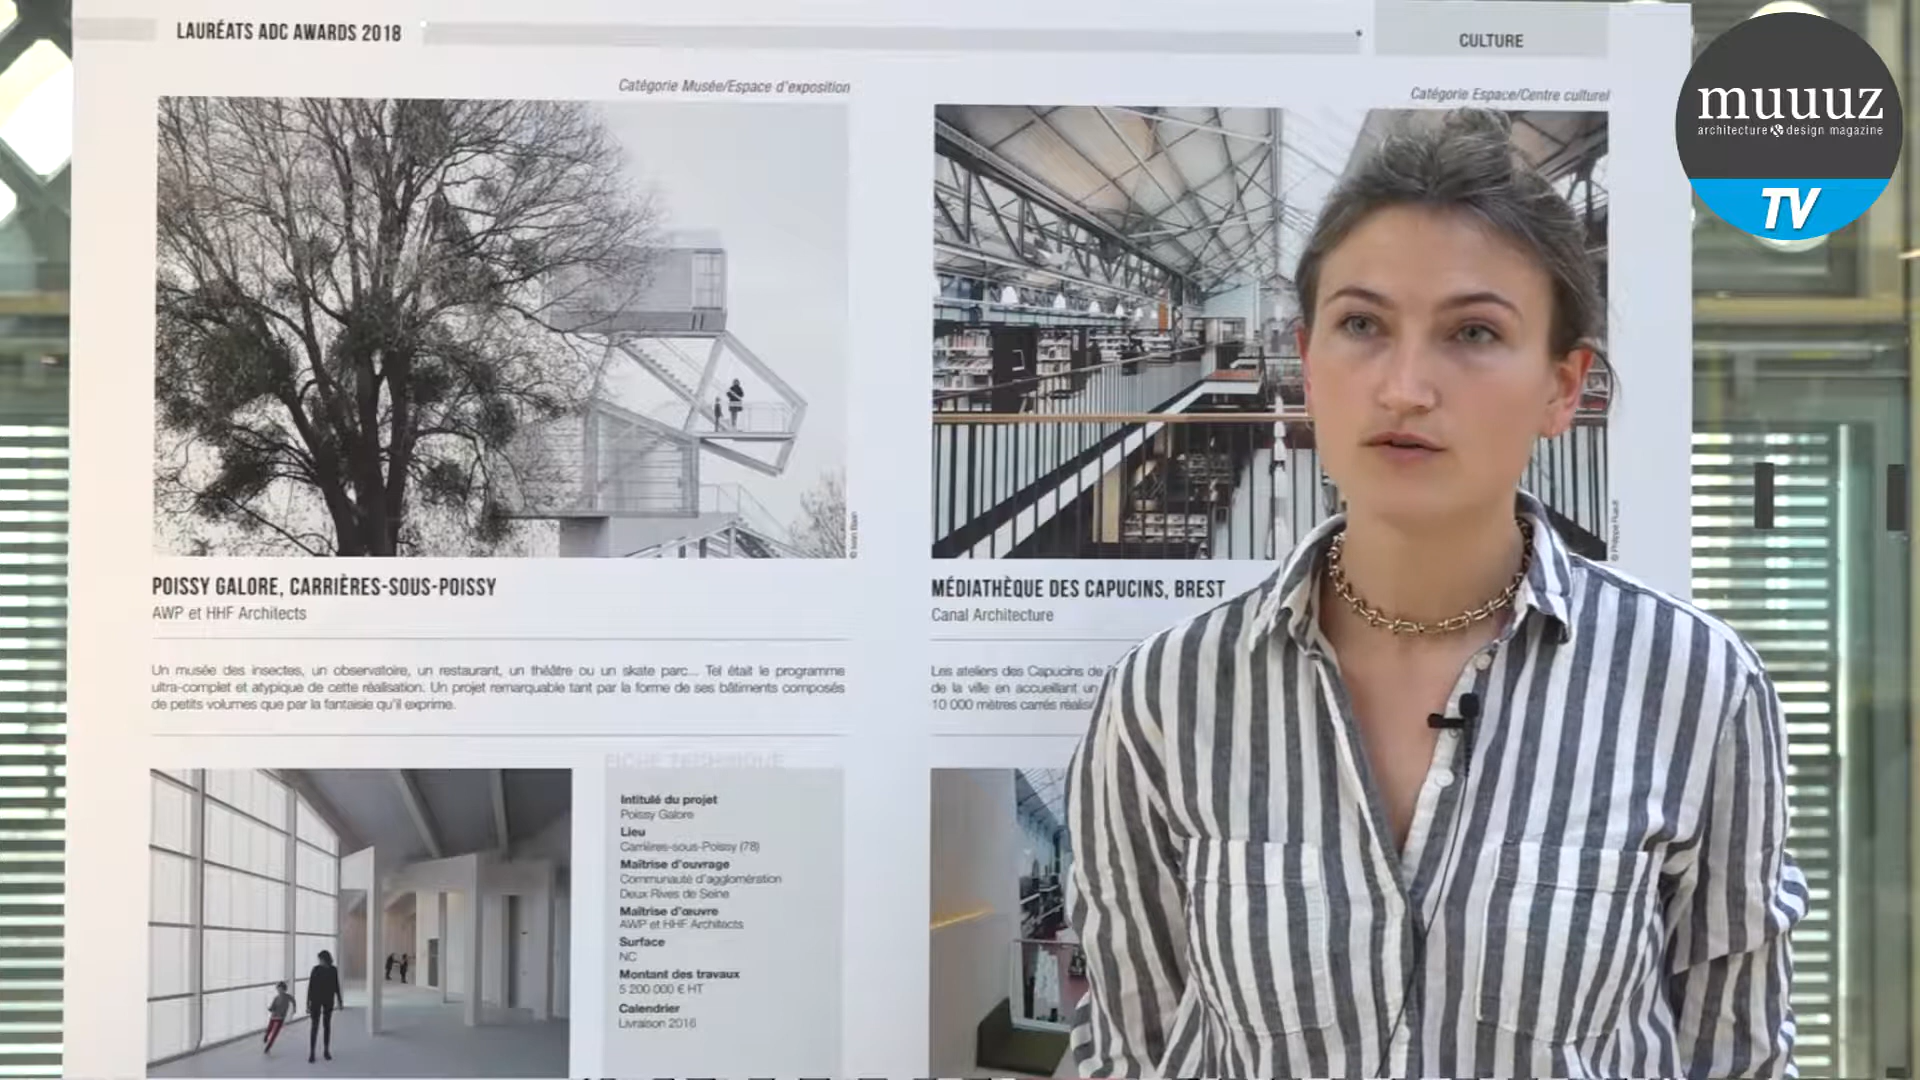 LAURÉATS ADC AWARDS 2018
CULTURE
muuuz
architecture & design magazine
TV
Catégorie Musée/Espace d'exposition
© Iwan Baan
POISSY GALORE, CARRIÈRES-SOUS-POISSY
AWP et HHF Architects
Un musée des insectes, un observatoire, un restaurant, un théâtre ou un skate parc... Tel était le programme
ultra-complet et atypique de cette réalisation. Un projet remarquable tant par la forme de ses bâtiments composés
de petits volumes que par la fantaisie qu'il exprime.
FICHE TECHNIQUE
Intitulé du projet
Poissy Galore
Lieu
Carrières-sous-Poissy (78)
Maîtrise d'ouvrage
Communauté d'agglomération
Deux Rives de Seine
Maîtrise d'œuvre
AWP et HHF Architects
Surface
NC
Montant des travaux
5 200 000 € HT
Calendrier
Livraison 2016
Catégorie Espace/Centre culturel
© Philippe Ruault
MÉDIATHÈQUE DES CAPUCINS, BREST
Canal Architecture
Les ateliers des Capucins de
de la ville en accueillant un
10 000 mètres carrés